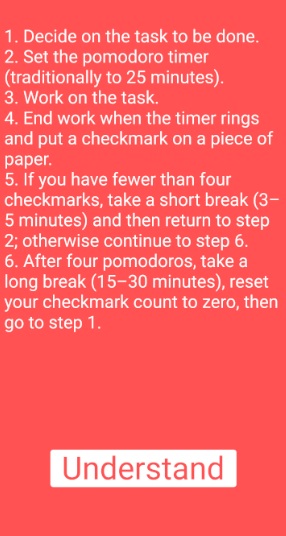 1. Decide on the task to be done.
2. Set the pomodoro timer
(traditionally to 25 minutes).
3. Work on the task.
4. End work when the timer rings
and put a checkmark on a piece of
paper.
5. If you have fewer than four
checkmarks, take a short break (3–
5 minutes) and then return to step
2; otherwise continue to step 6.
6. After four pomodoros, take a
long break (15–30 minutes), reset
your checkmark count to zero, then
go to step 1.
Understand